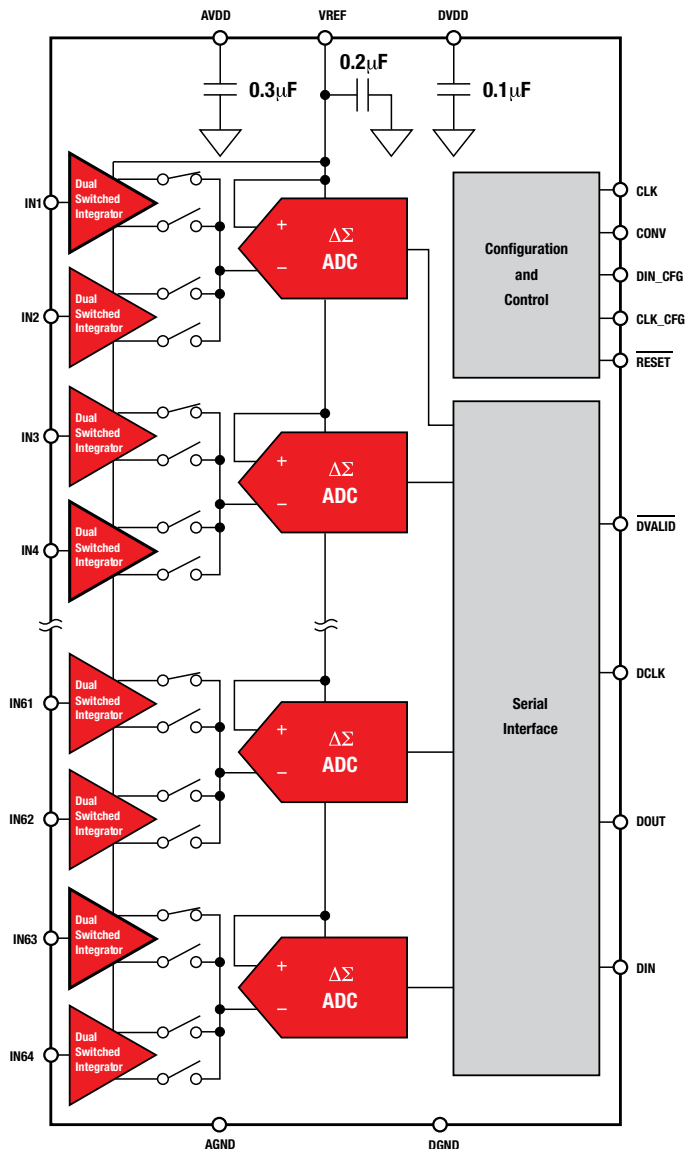 AVDD
VREF
DVDD
0.3µF
0.2µF
0.1µF
IN1
Dual
Switched
Integrator
IN2
Dual
Switched
Integrator
+
−
ΔΣ
ADC
IN3
Dual
Switched
Integrator
IN4
Dual
Switched
Integrator
+
−
ΔΣ
ADC
IN61
Dual
Switched
Integrator
IN62
Dual
Switched
Integrator
+
−
ΔΣ
ADC
IN63
Dual
Switched
Integrator
IN64
Dual
Switched
Integrator
+
−
ΔΣ
ADC
Configuration
and
Control
CLK
CONV
DIN_CFG
CLK_CFG
RESET
Serial
Interface
DVALID
DCLK
DOUT
DIN
AGND
DGND